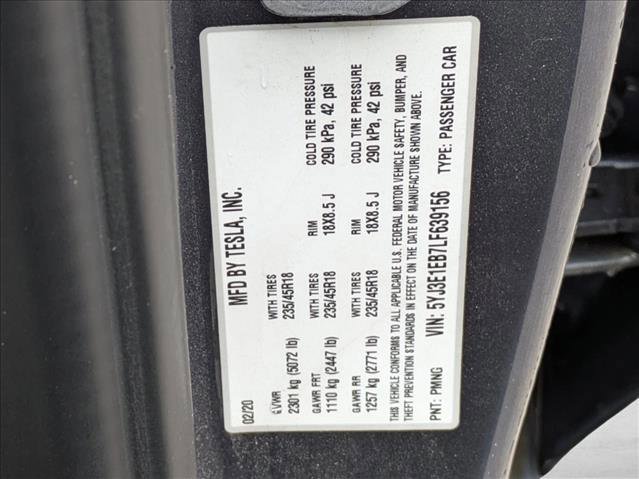 02/20 MFD BY TESLA, INC.
GVWR WITH TIRES
2301 kg (5072 lb) 235/45R18
GAWR FRT WITH TIRES RIM COLD TIRE PRESSURE
1110 kg (2447 lb) 235/45R18 18X8.5 J 290 kPa, 42 psi
GAWR RR WITH TIRES RIM COLD TIRE PRESSURE
1257 kg (2771 lb) 235/45R18 18X8.5 J 290 kPa, 42 psi
THIS VEHICLE CONFORMS TO ALL APPLICABLE U.S. FEDERAL MOTOR VEHICLE SAFETY, BUMPER, AND
THEFT PREVENTION STANDARDS IN EFFECT ON THE DATE OF MANUFACTURE SHOWN ABOVE.
PNT: PMNG VIN: 5YJ3E1EB7LF639156 TYPE: PASSENGER CAR